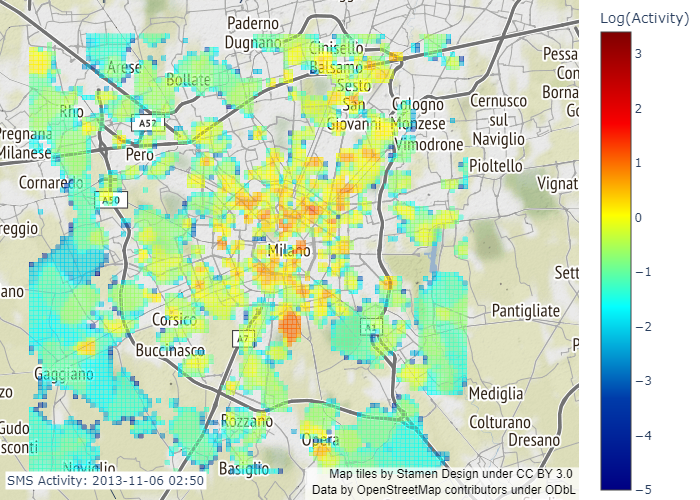 Log(Activity)
Paderno
Dugnano
Cinisello
Balsamo
Arese
Bollate
Sesto
San
Giovanni
Cologno
Monzese
Rho
A57
Cernusco
sul
Naviglio
Pessa
Con
Borna
Go
Pregnana
Milanese
Pero
Vimodrone
Pioltello
Cornaredo
A50
Vignat
reggio
Milano
Sett
ano
Pantigliate
Corsico
A7
A1
Buccinasco
P
Gaggiano
zo
Mediglia
Gudo
sconti
Rozzano
Opera
Colturano
Dresano
Noviglio
Basiglio
SMS Activity: 2013-11-06 02:50
Map tiles by Stamen Design under CC BY 3.0
Data by OpenStreetMap contributors under ODbL
3
2
1
0
−1
−2
−3
−4
−5